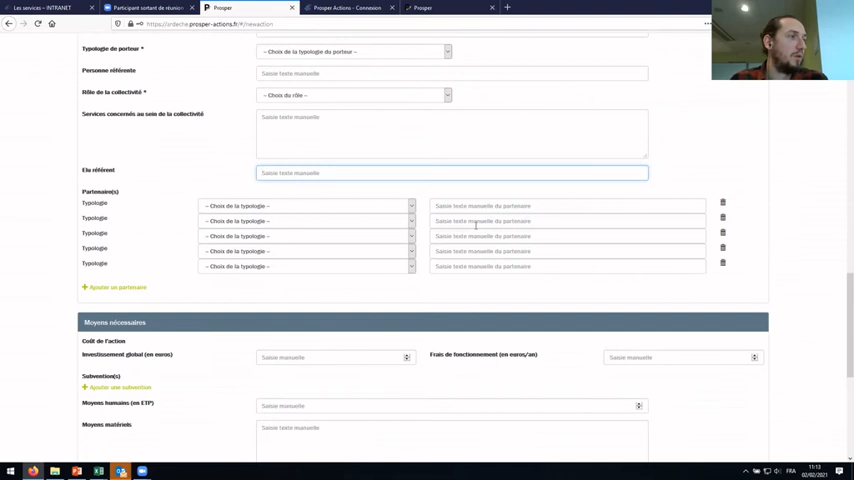 Les services – INTRANET
Participant sortant de réunion
Prosper
Prosper Actions - Connexion
Prosper
https://ardeche.prosper-actions.fr/#/newaction
Typologie de porteur *
– Choix de la typologie du porteur –
Personne référente
Saisie texte manuelle
Rôle de la collectivité *
– Choix du rôle –
Services concernés au sein de la collectivité
Saisie texte manuelle
Elu référent
Saisie texte manuelle
Partenaire(s)
Typologie
– Choix de la typologie –
Saisie texte manuelle du partenaire
Typologie
– Choix de la typologie –
Saisie texte manuelle du partenaire
Typologie
– Choix de la typologie –
Saisie texte manuelle du partenaire
Typologie
– Choix de la typologie –
Saisie texte manuelle du partenaire
Typologie
– Choix de la typologie –
Saisie texte manuelle du partenaire
+ Ajouter un partenaire
Moyens nécessaires
Coût de l'action
Investissement global (en euros)
Saisie manuelle
Frais de fonctionnement (en euros/an)
Saisie manuelle
Subvention(s)
+ Ajouter une subvention
Moyens humains (en ETP)
Saisie manuelle
Moyens matériels
Saisie texte manuelle
FRA
11:13
02/02/2021